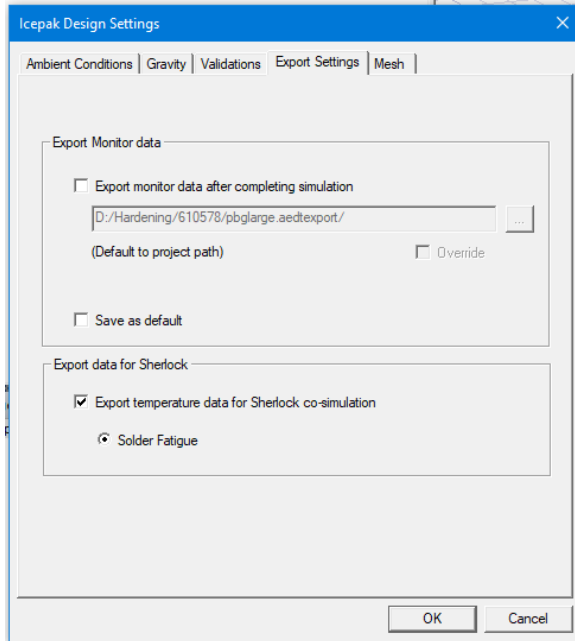 Icepak Design Settings
Ambient Conditions Gravity Validations Export Settings Mesh
Export Monitor data
Export monitor data after completing simulation
D:/Hardening/610578/pbglarge.aedtexport/
...
(Default to project path) Override
Save as default
Export data for Sherlock
Export temperature data for Sherlock co-simulation
Solder Fatigue
OK Cancel